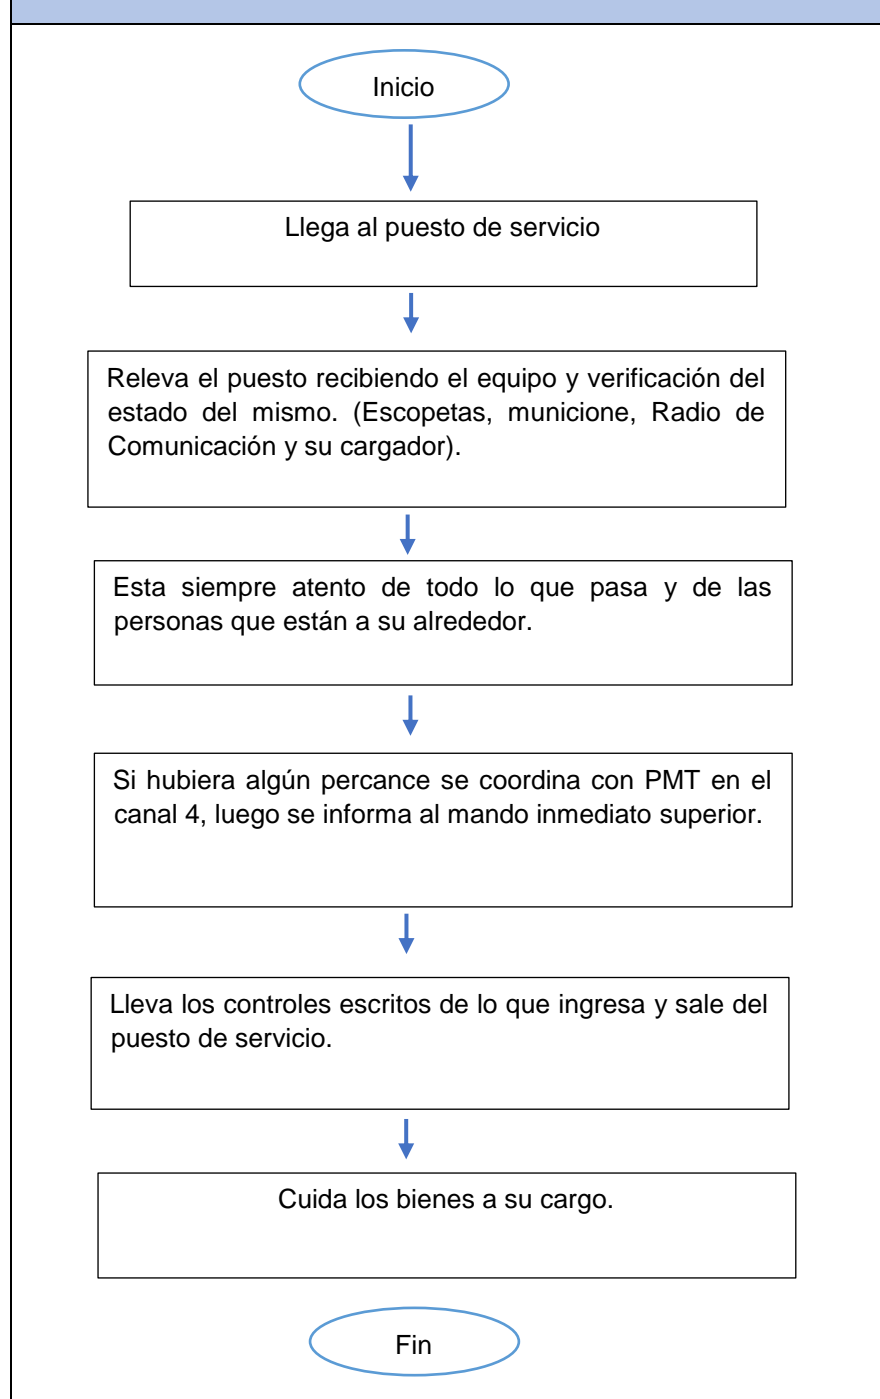 Inicio
Llega al puesto de servicio
Releva el puesto recibiendo el equipo y verificación del
estado del mismo. (Escopetas, municione, Radio de
Comunicación y su cargador).
Esta siempre atento de todo lo que pasa y de las
personas que están a su alrededor.
Si hubiera algún percance se coordina con PMT en el
canal 4, luego se informa al mando inmediato superior.
Lleva los controles escritos de lo que ingresa y sale del
puesto de servicio.
Cuida los bienes a su cargo.
Fin